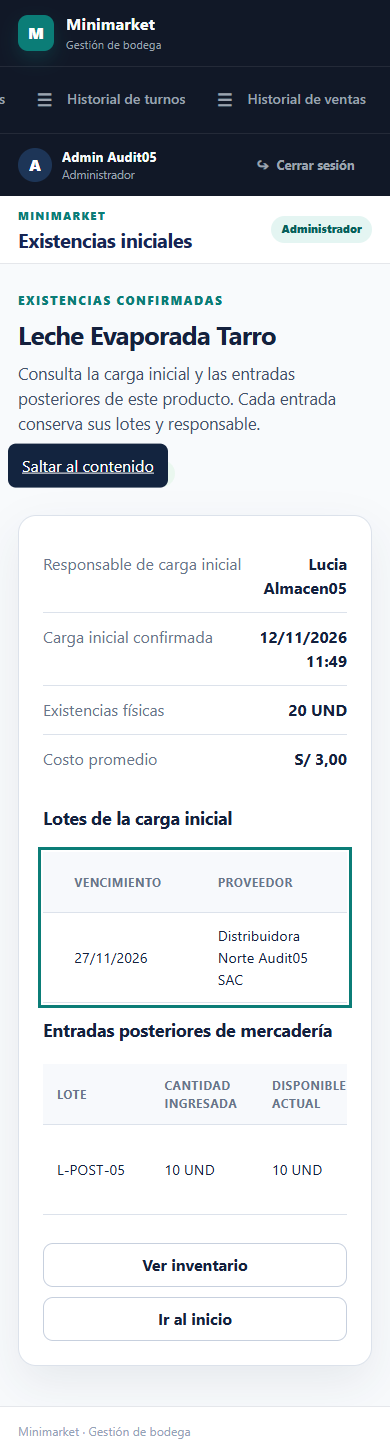 M
Minimarket
Gestión de bodega
s
Historial de turnos
Historial de ventas
A
Admin Audit05
Administrador
Cerrar sesión
MINIMARKET
Existencias iniciales
Administrador
EXISTENCIAS CONFIRMADAS
Leche Evaporada Tarro
Consulta la carga inicial y las entradas
posteriores de este producto. Cada entrada
conserva sus lotes y responsable.
Saltar al contenido
Responsable de carga inicial
Lucia
Almacen05
Carga inicial confirmada
12/11/2026
11:49
Existencias físicas
20 UND
Costo promedio
S/ 3,00
Lotes de la carga inicial
VENCIMIENTO
PROVEEDOR
27/11/2026
Distribuidora
Norte Audit05
SAC
Entradas posteriores de mercadería
LOTE
CANTIDAD
INGRESADA
DISPONIBLE
ACTUAL
L-POST-05
10 UND
10 UND
Ver inventario
Ir al inicio
Minimarket · Gestión de bodega